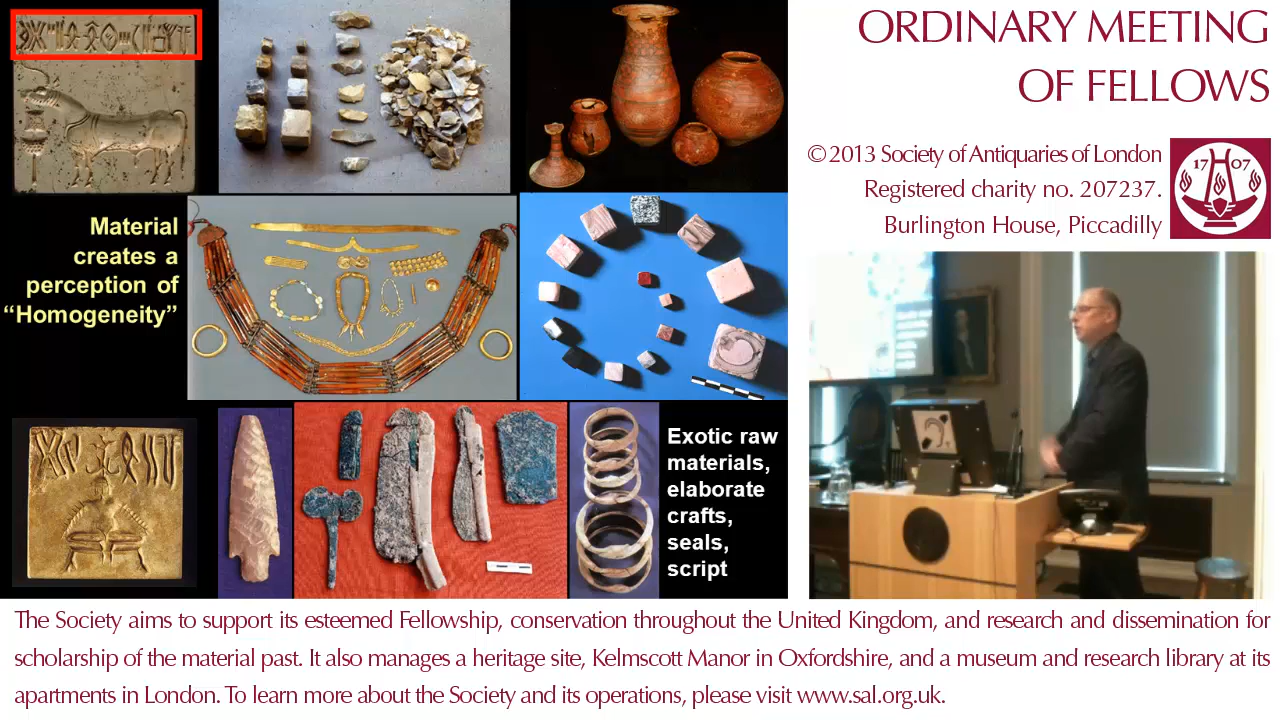 ORDINARY MEETING
OF FELLOWS
© 2013 Society of Antiquaries of London
Registered charity no. 207237.
Burlington House, Piccadilly
17 07
Material
creates a
perception of
“Homogeneity”
Exotic raw
materials,
elaborate
crafts,
seals,
script
The Society aims to support its esteemed Fellowship, conservation throughout the United Kingdom, and research and dissemination for
scholarship of the material past. It also manages a heritage site, Kelmscott Manor in Oxfordshire, and a museum and research library at its
apartments in London. To learn more about the Society and its operations, please visit www.sal.org.uk.